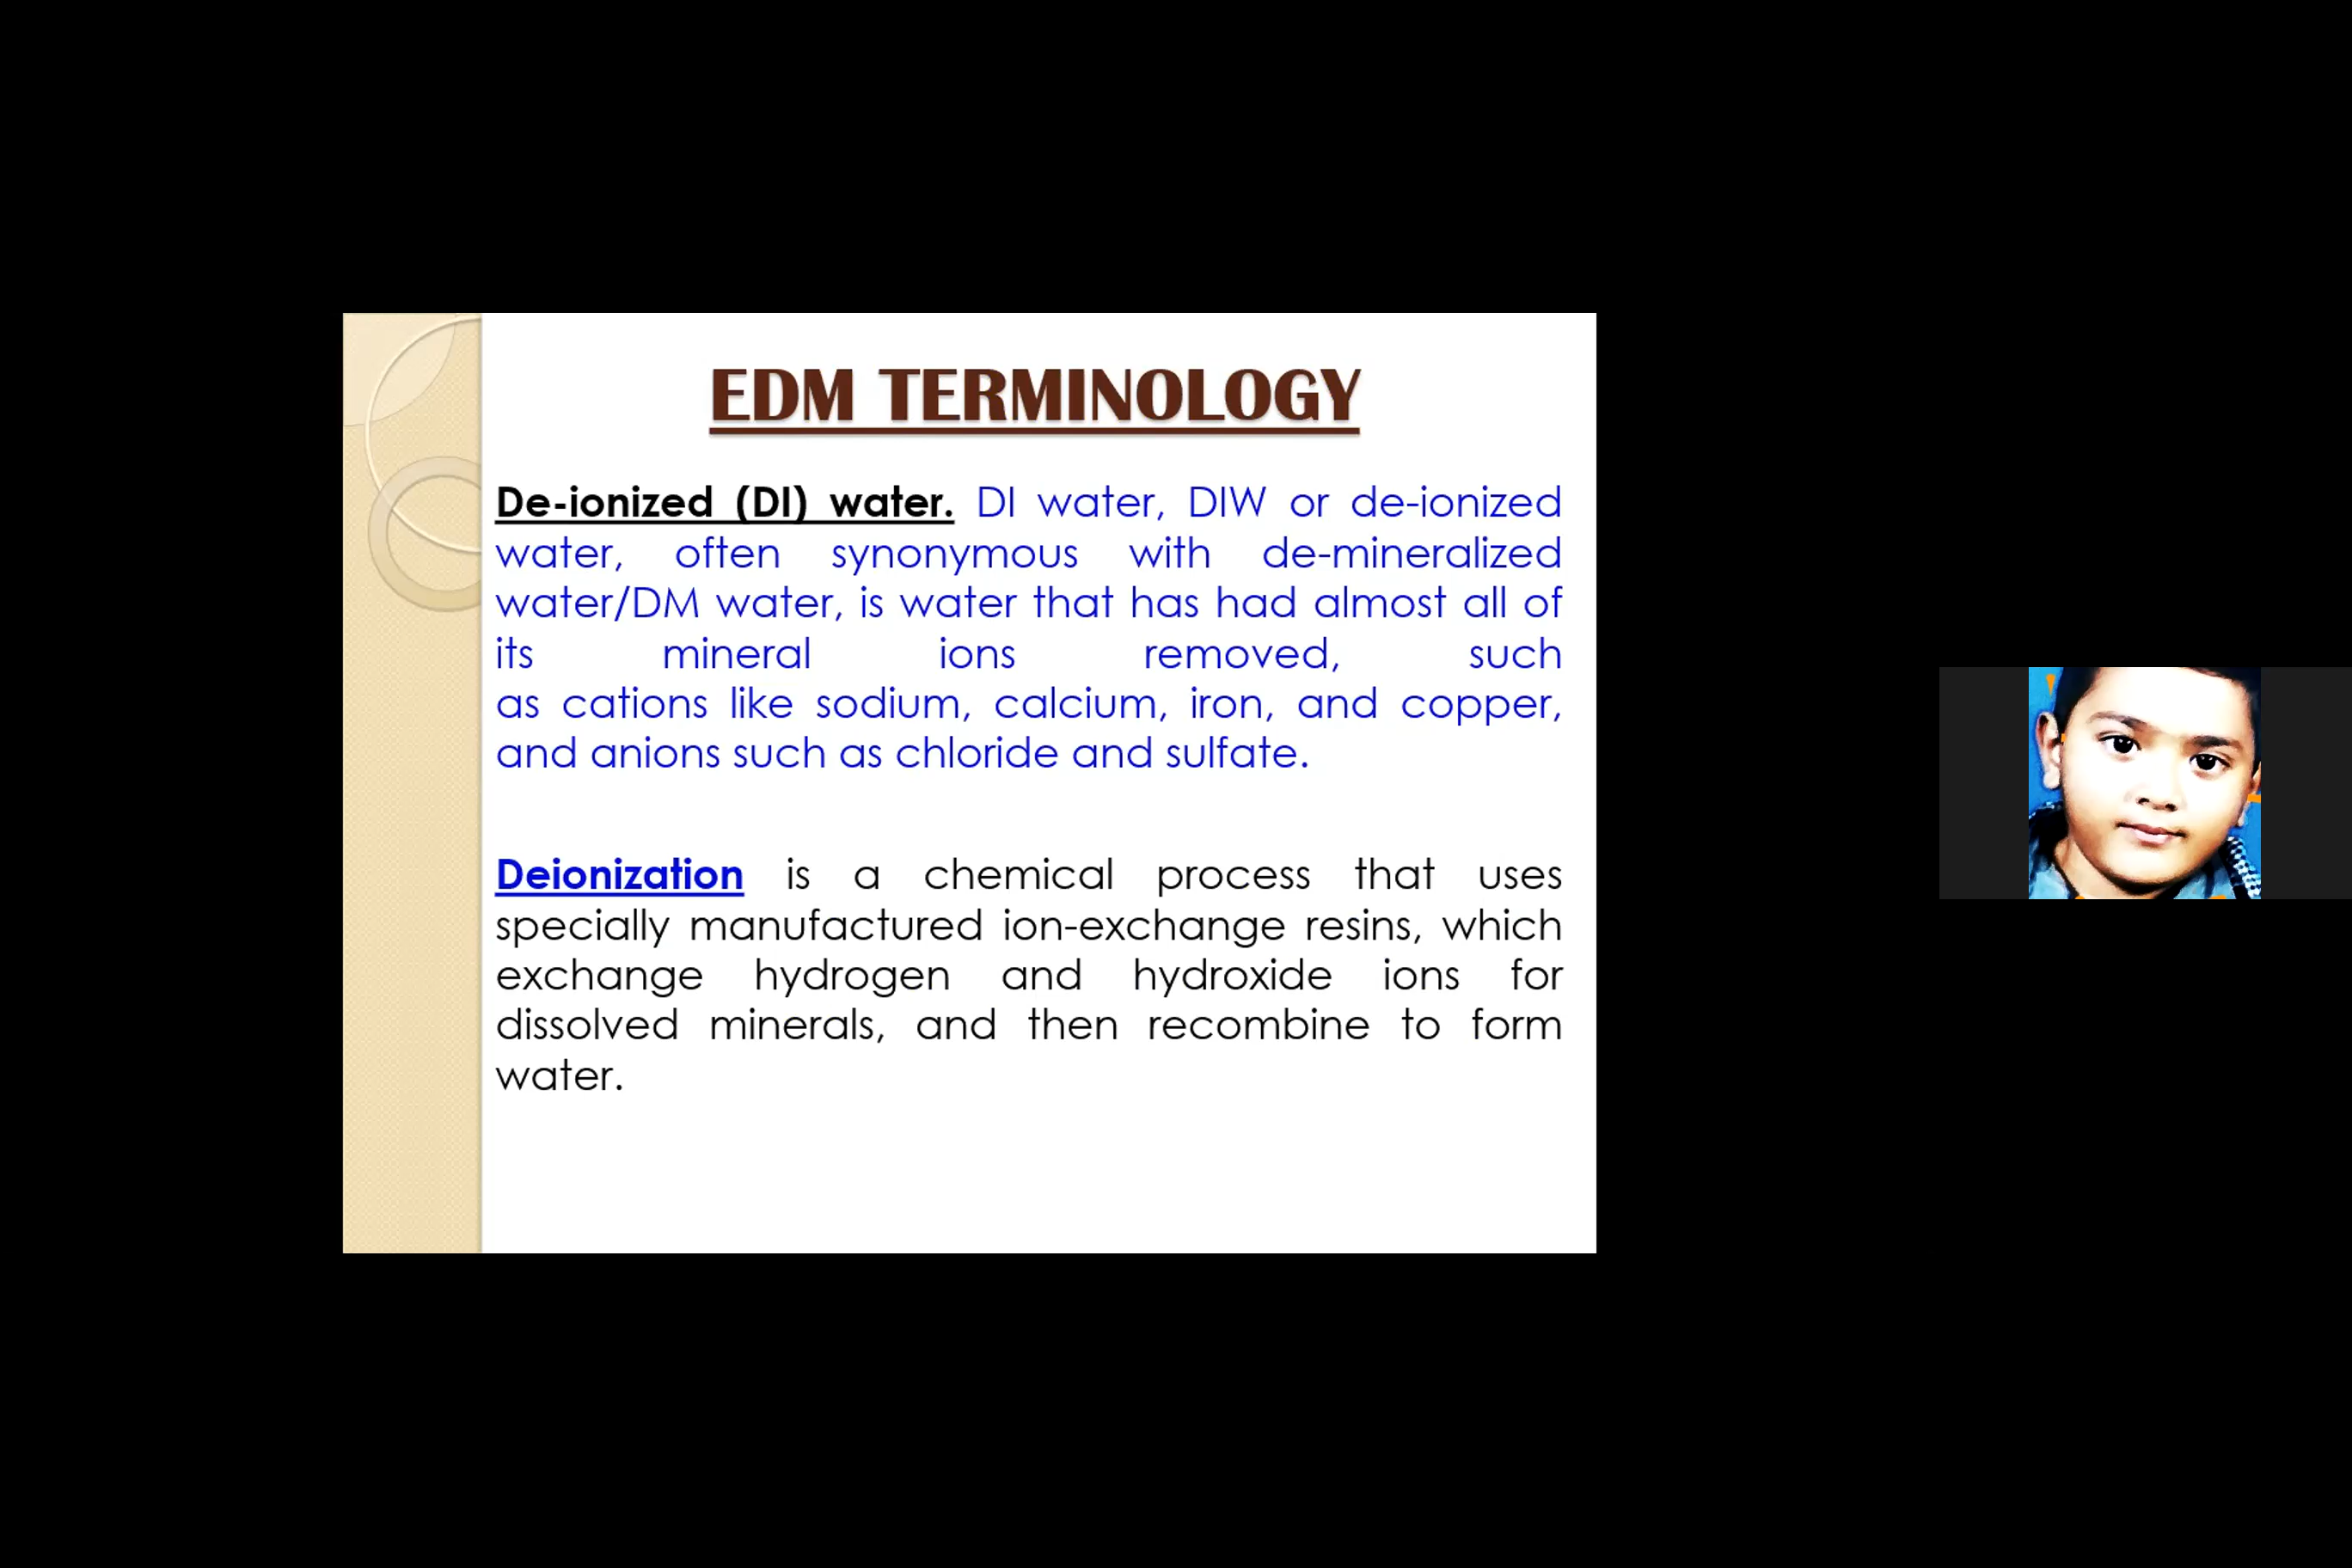 EDM TERMINOLOGY
De-ionized (DI) water. DI water, DIW or de-ionized
water, often synonymous with de-mineralized
water/DM water, is water that has had almost all of
its mineral ions removed, such
as cations like sodium, calcium, iron, and copper,
and anions such as chloride and sulfate.
Deionization is a chemical process that uses
specially manufactured ion-exchange resins, which
exchange hydrogen and hydroxide ions for
dissolved minerals, and then recombine to form
water.